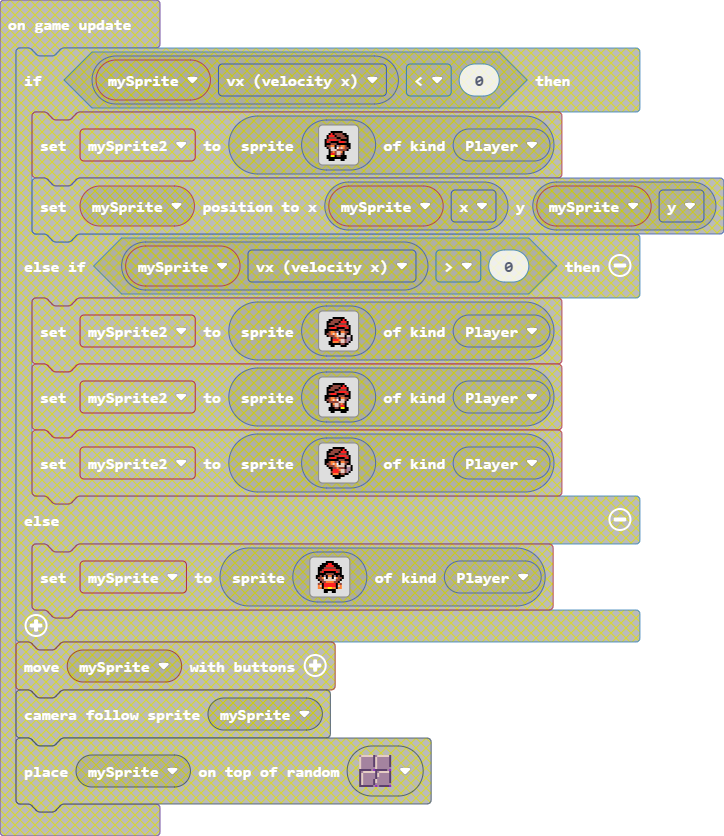 on game update
if mySprite vx (velocity x) < 0 then
set mySprite2 to sprite of kind Player
set mySprite position to x mySprite x y mySprite y
else if mySprite vx (velocity x) > 0 then
set mySprite2 to sprite of kind Player
set mySprite2 to sprite of kind Player
set mySprite2 to sprite of kind Player
else
set mySprite to sprite of kind Player
move mySprite with buttons
camera follow sprite mySprite
place mySprite on top of random